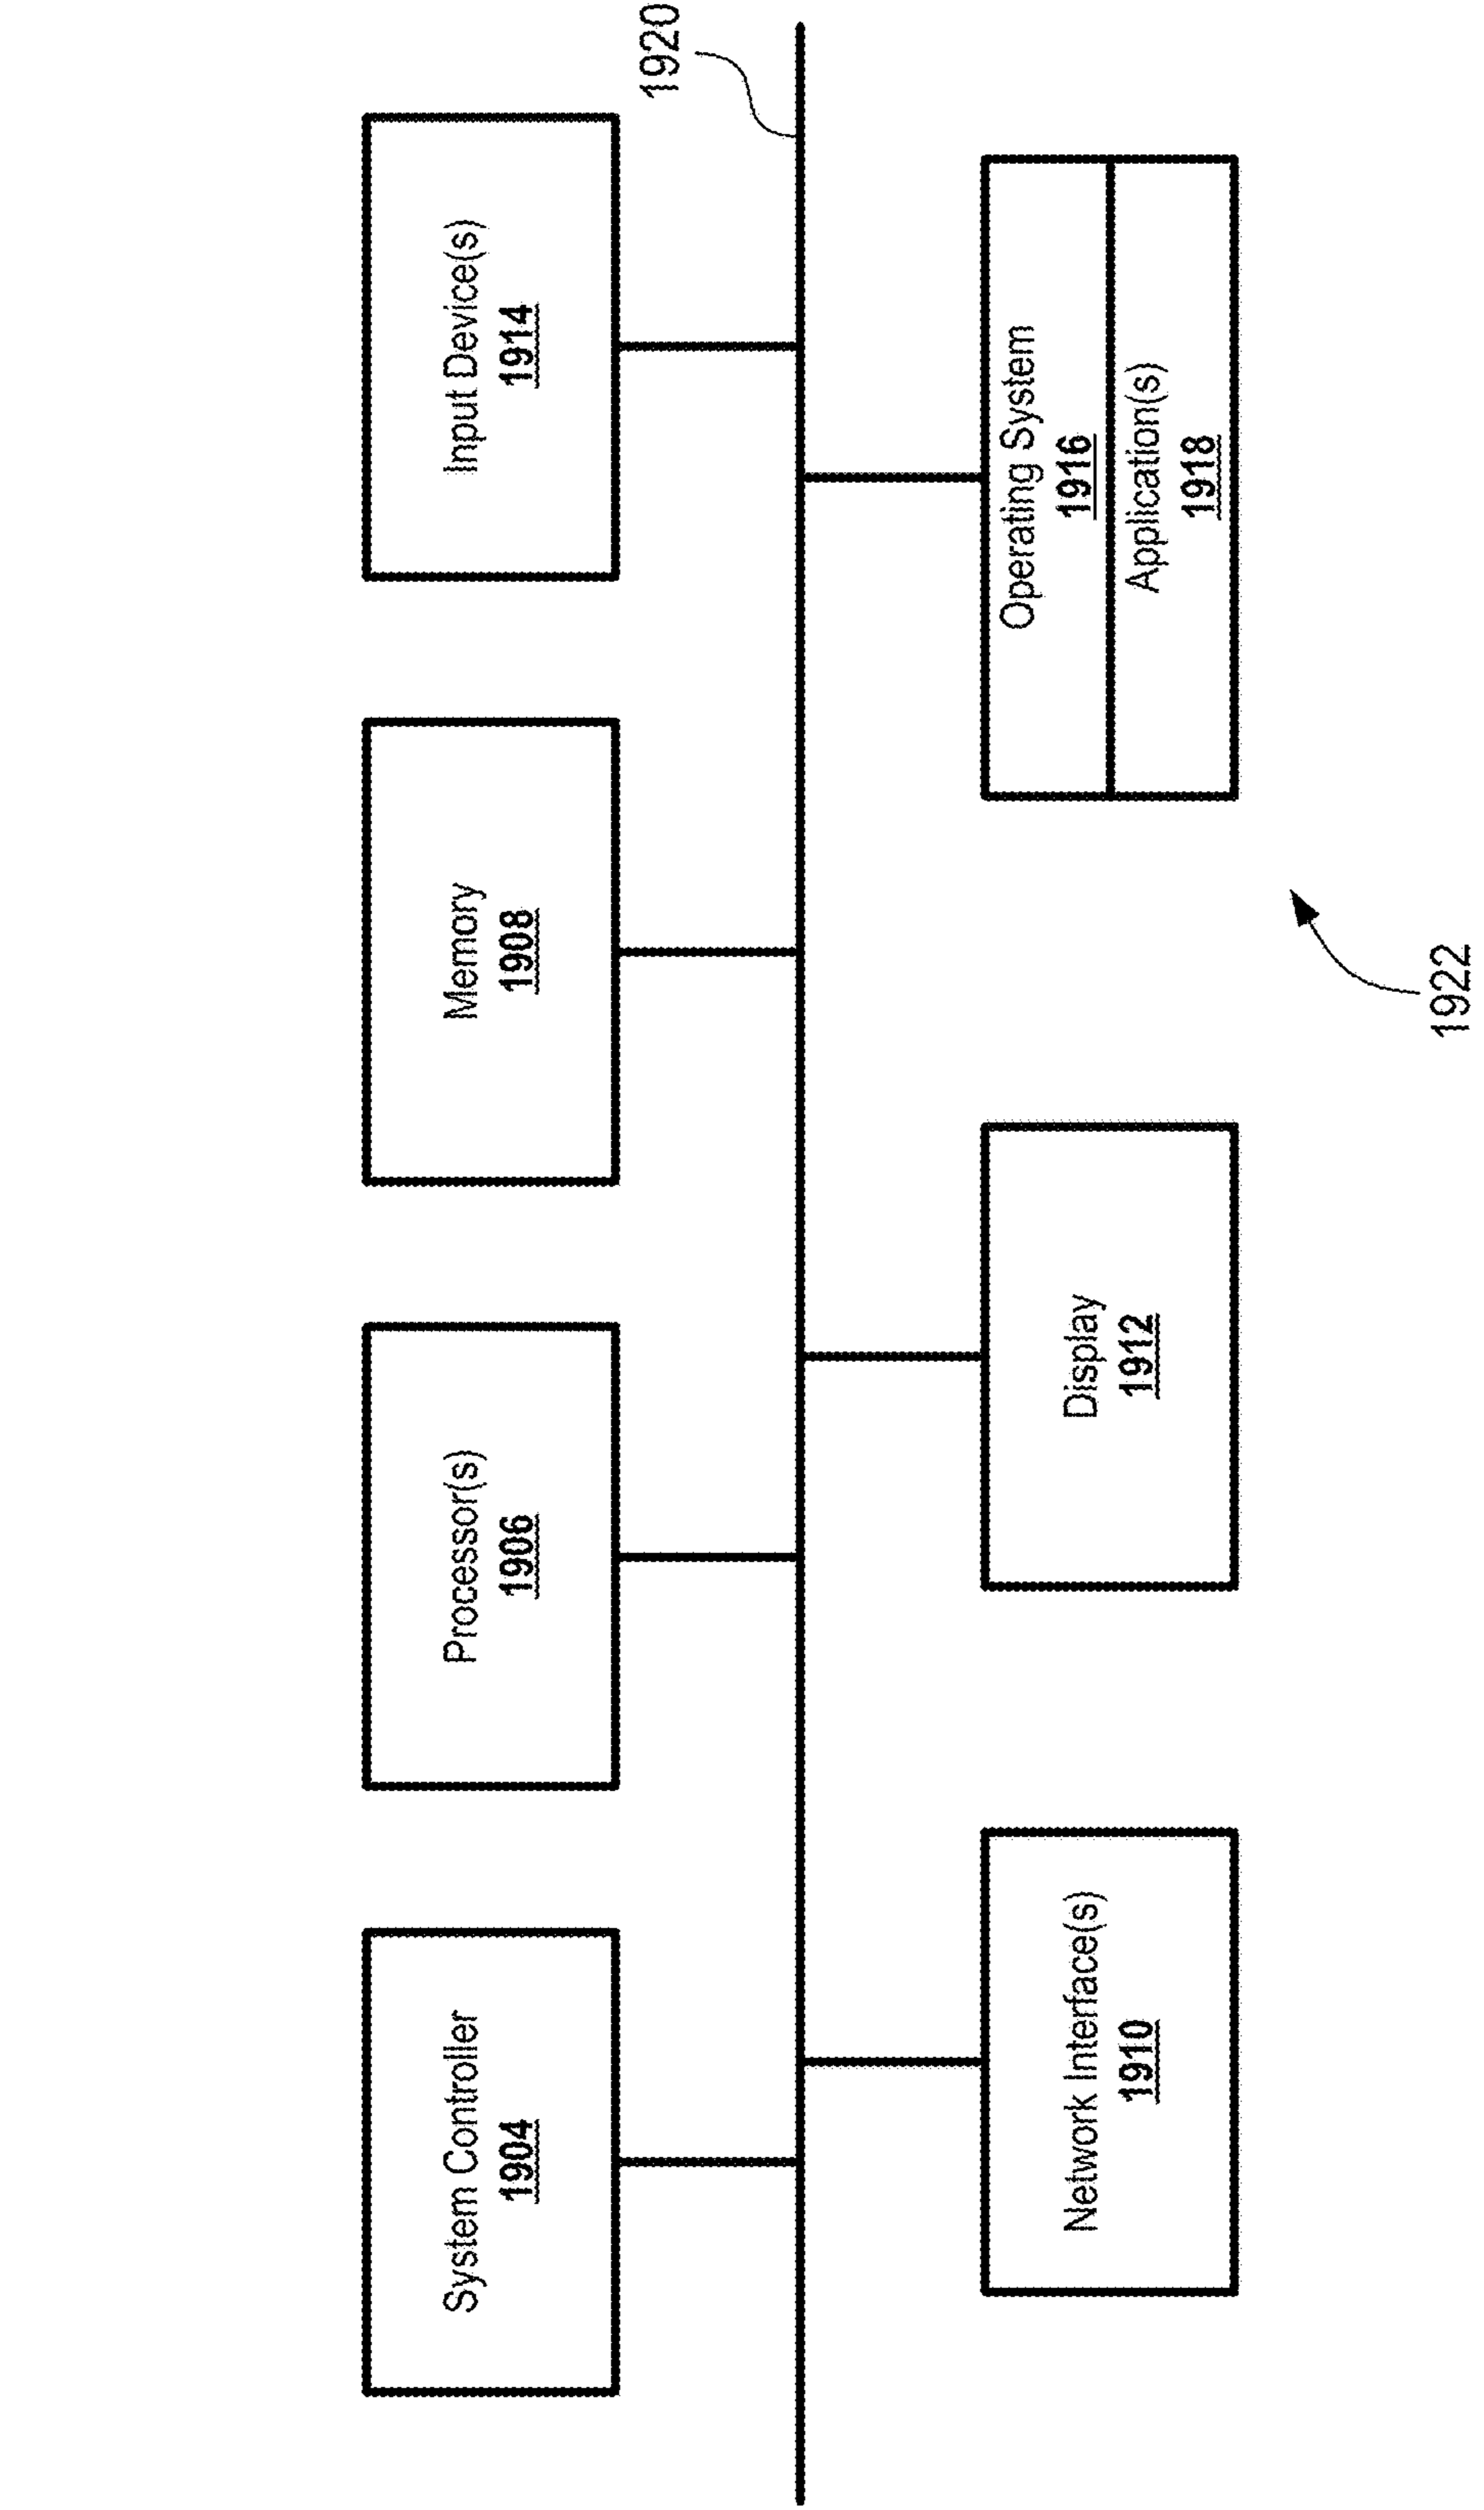 System Controller
1904
Processor(s)
1906
Memory
1908
Input Device(s)
1914
1920
Network Interface(s)
1910
Display
1912
Operating System
1916
Application(s)
1918
1922